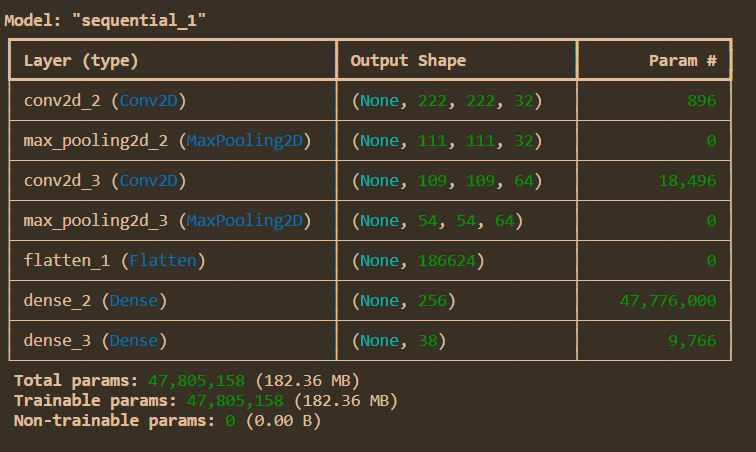 Model: "sequential_1"
Layer (type) Output Shape Param #
conv2d_2 (Conv2D) (None, 222, 222, 32) 896
max_pooling2d_2 (MaxPooling2D) (None, 111, 111, 32) 0
conv2d_3 (Conv2D) (None, 109, 109, 64) 18,496
max_pooling2d_3 (MaxPooling2D) (None, 54, 54, 64) 0
flatten_1 (Flatten) (None, 186624) 0
dense_2 (Dense) (None, 256) 47,776,000
dense_3 (Dense) (None, 38) 9,766
Total params: 47,805,158 (182.36 MB)
Trainable params: 47,805,158 (182.36 MB)
Non-trainable params: 0 (0.00 B)